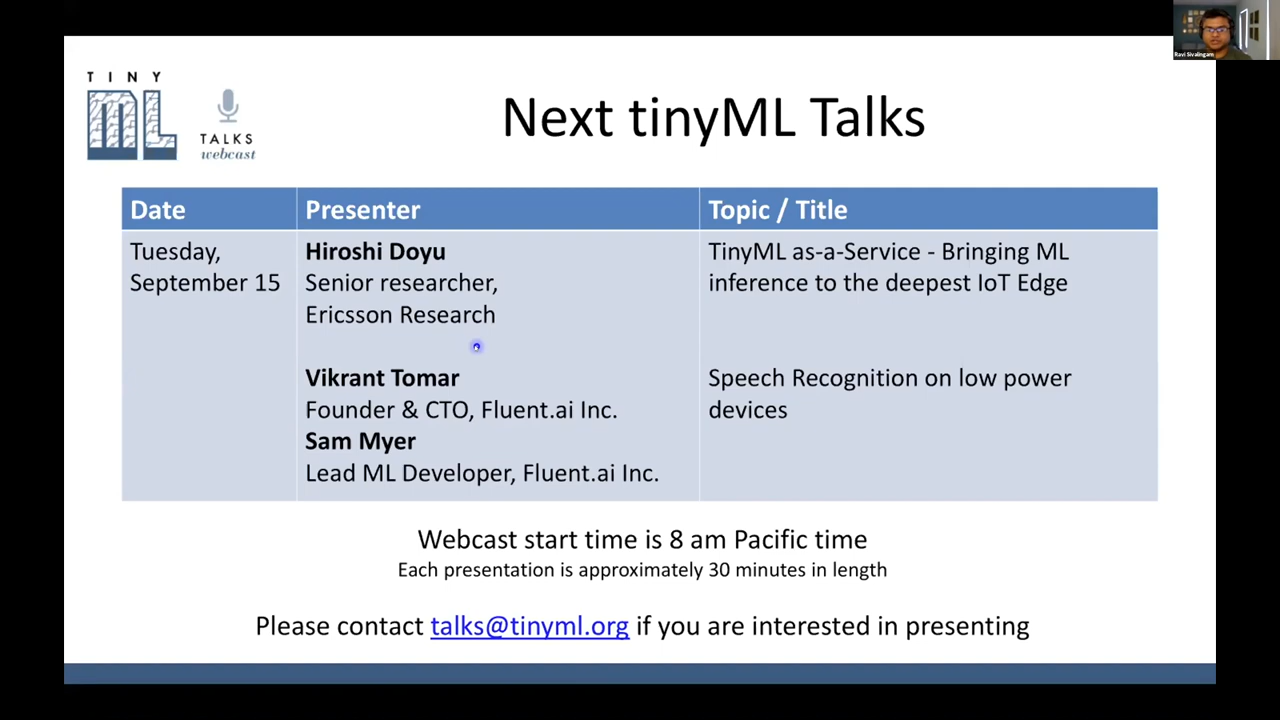 TINY
ML
TALKS
webcast
Next tinyML Talks
Date
Presenter
Topic / Title
Tuesday,
September 15
Hiroshi Doyu
Senior researcher,
Ericsson Research
TinyML as-a-Service - Bringing ML
inference to the deepest IoT Edge
Vikrant Tomar
Founder & CTO, Fluent.ai Inc.
Sam Myer
Lead ML Developer, Fluent.ai Inc.
Speech Recognition on low power
devices
Webcast start time is 8 am Pacific time
Each presentation is approximately 30 minutes in length
Please contact talks@tinyml.org if you are interested in presenting
Ravi Sivalingam